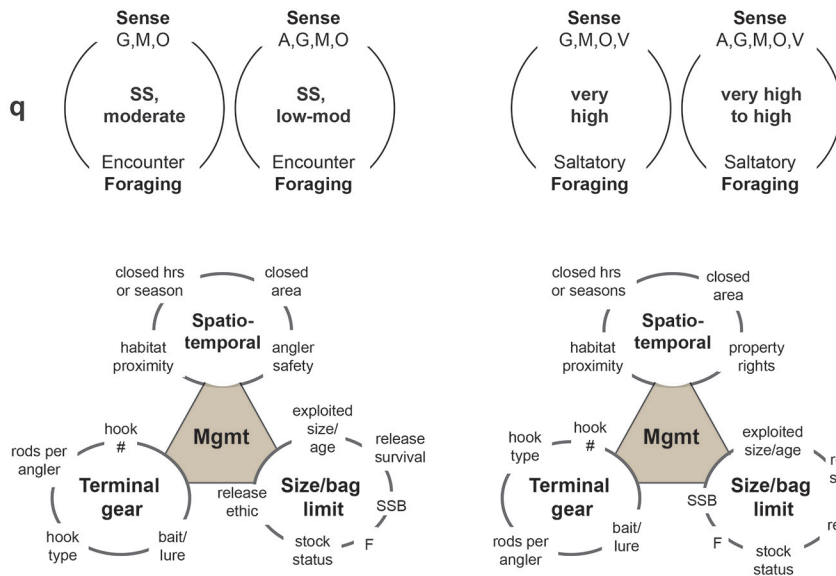 q
Sense
G,M,O
SS,
moderate
Encounter
Foraging
Sense
A,G,M,O
SS,
low-mod
Encounter
Foraging
Sense
G,M,O,V
very
high
Saltatory
Foraging
Sense
A,G,M,O,V
very high
to high
Saltatory
Foraging
closed hrs
or season
closed
area
Spatio-
temporal
habitat
proximity
angler
safety
Mgmt
hook
#
rods per
angler
Terminal
gear
hook
type
bait/
lure
exploited
size/
age
release
survival
release
ethic
Size/bag
limit
SSB
F
stock
status
closed hrs
or seasons
closed
area
Spatio-
temporal
habitat
proximity
property
rights
Mgmt
hook
type
hook
#
Terminal
gear
rods per
angler
bait/
lure
exploited
size/age
SSB
Size/bag
limit
F
stock
status